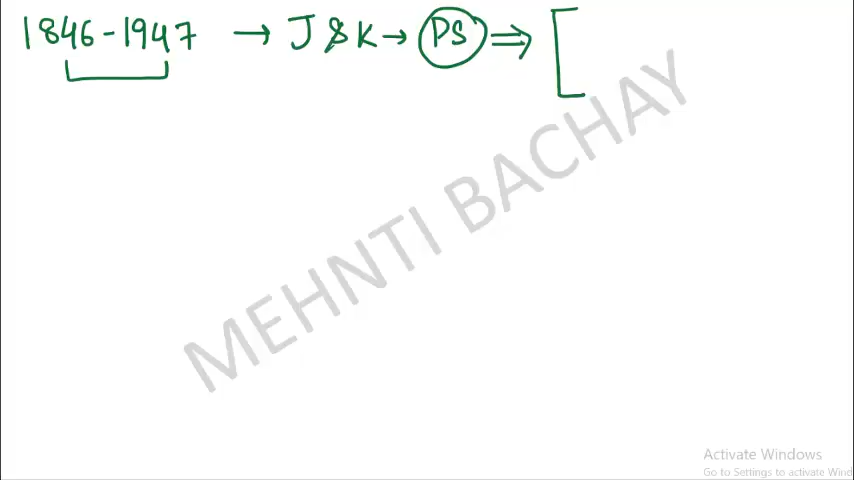 1846-1947 → J & K → PS ⇒ [
MEHNTI BACHAY
Activate Windows
Go to Settings to activate Wind